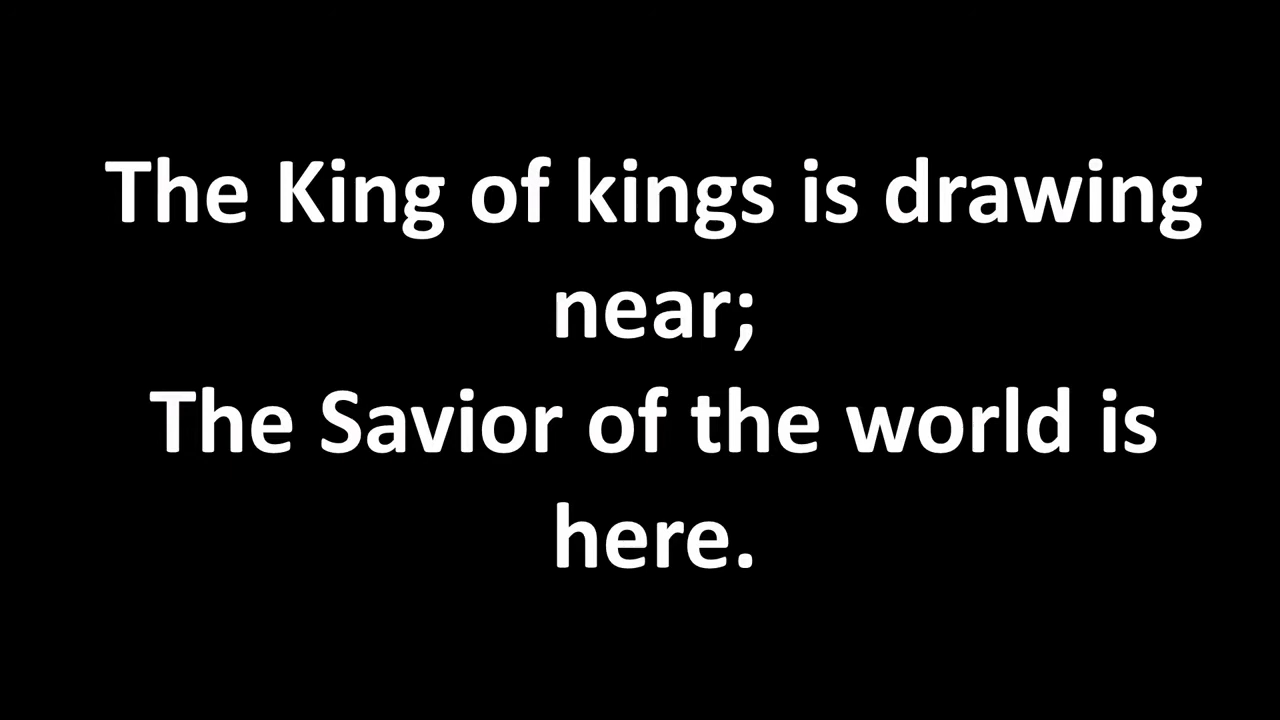 The King of kings is drawing
near;
The Savior of the world is
here.